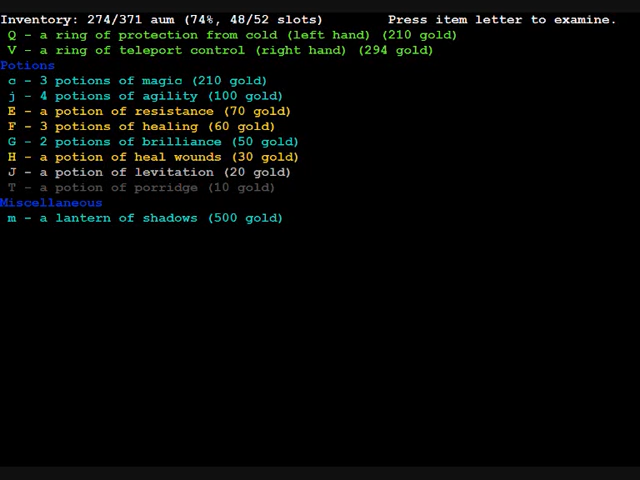 Inventory: 274/371 aum (74%, 48/52 slots) Press item letter to examine.
Q - a ring of protection from cold (left hand) (210 gold)
V - a ring of teleport control (right hand) (294 gold)
Potions
c - 3 potions of magic (210 gold)
j - 4 potions of agility (100 gold)
E - a potion of resistance (70 gold)
F - 3 potions of healing (60 gold)
G - 2 potions of brilliance (50 gold)
H - a potion of heal wounds (30 gold)
J - a potion of levitation (20 gold)
T - a potion of porridge (10 gold)
Miscellaneous
m - a lantern of shadows (500 gold)